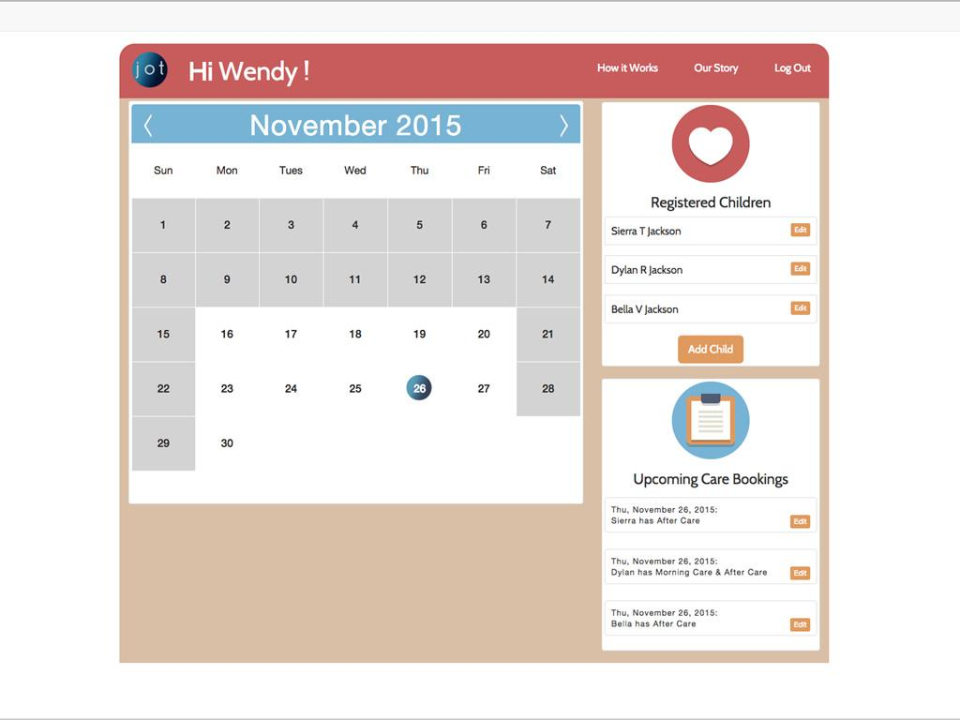 jot
Hi Wendy !
How it Works
Our Story
Log Out
November 2015
Sun Mon Tues Wed Thu Fri Sat
1 2 3 4 5 6 7
8 9 10 11 12 13 14
15 16 17 18 19 20 21
22 23 24 25 26 27 28
29 30
Registered Children
Sierra T Jackson Edit
Dylan R Jackson Edit
Bella V Jackson Edit
Add Child
Upcoming Care Bookings
Thu, November 26, 2015:
Sierra has After Care Edit
Thu, November 26, 2015:
Dylan has Morning Care & After Care Edit
Thu, November 26, 2015:
Bella has After Care Edit